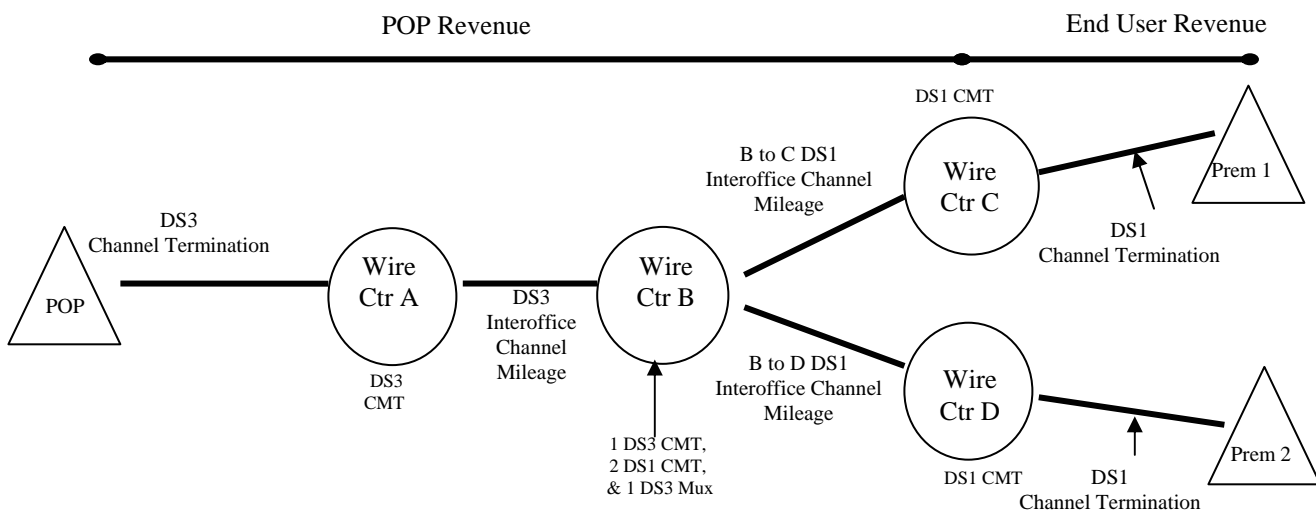 POP Revenue
End User Revenue
DS1 CMT
B to C DS1
Interoffice Channel
Mileage
Wire
Ctr C
Prem 1
DS1
Channel Termination
DS3
Channel Termination
POP
Wire
Ctr A
DS3
CMT
DS3
Interoffice
Channel
Mileage
Wire
Ctr B
1 DS3 CMT,
2 DS1 CMT,
& 1 DS3 Mux
B to D DS1
Interoffice Channel
Mileage
Wire
Ctr D
DS1 CMT
DS1
Channel Termination
Prem 2